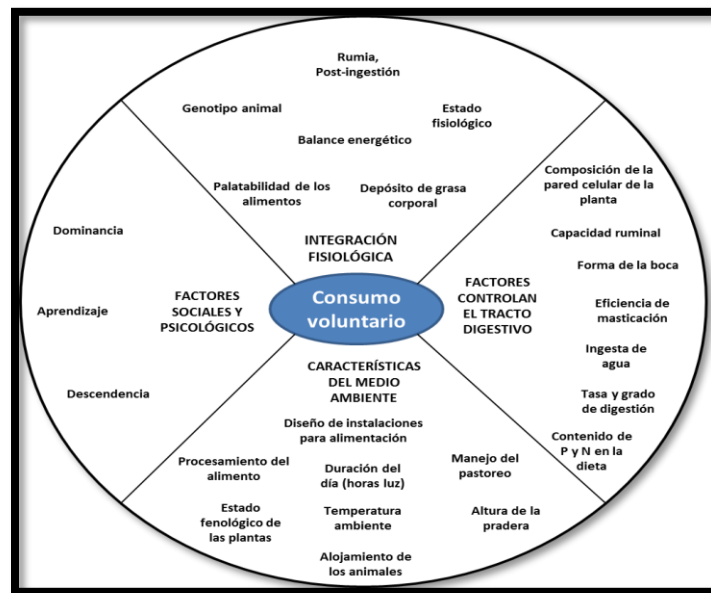 Rumia,
Post-ingestión
Genotipo animal
Estado
fisiológico
Balance energético
Palatabilidad de los
alimentos
Depósito de grasa
corporal
INTEGRACIÓN
FISIOLÓGICA
Dominancia
Aprendizaje
Descendencia
FACTORES
SOCIALES Y
PSICOLÓGICOS
Consumo
voluntario
FACTORES
CONTROLAN
EL TRACTO
DIGESTIVO
Composición de la
pared celular de la
planta
Capacidad ruminal
Forma de la boca
Eficiencia de
masticación
Ingesta de
agua
Tasa y grado
de digestión
Contenido de
P y N en la
dieta
CARACTERÍSTICAS
DEL MEDIO
AMBIENTE
Diseño de instalaciones
para alimentación
Procesamiento del
alimento
Duración del
día (horas luz)
Manejo del
pastoreo
Estado
fenológico de
las plantas
Temperatura
ambiente
Altura de la
pradera
Alojamiento de
los animales